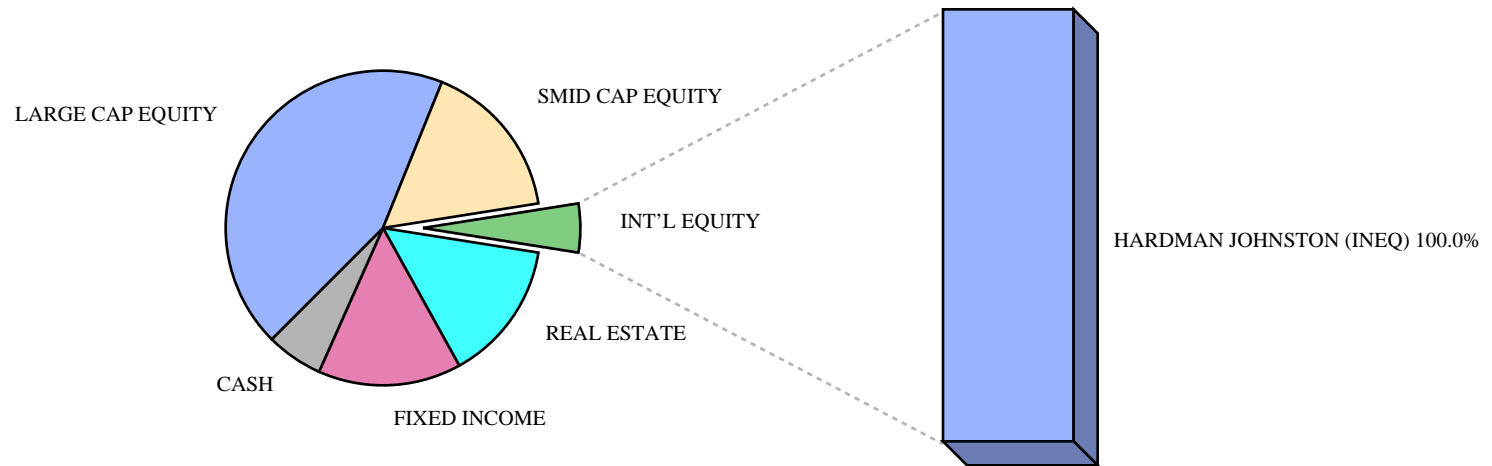 SMID CAP EQUITY
LARGE CAP EQUITY
INT'L EQUITY
HARDMAN JOHNSTON (INEQ) 100.0%
REAL ESTATE
CASH
FIXED INCOME